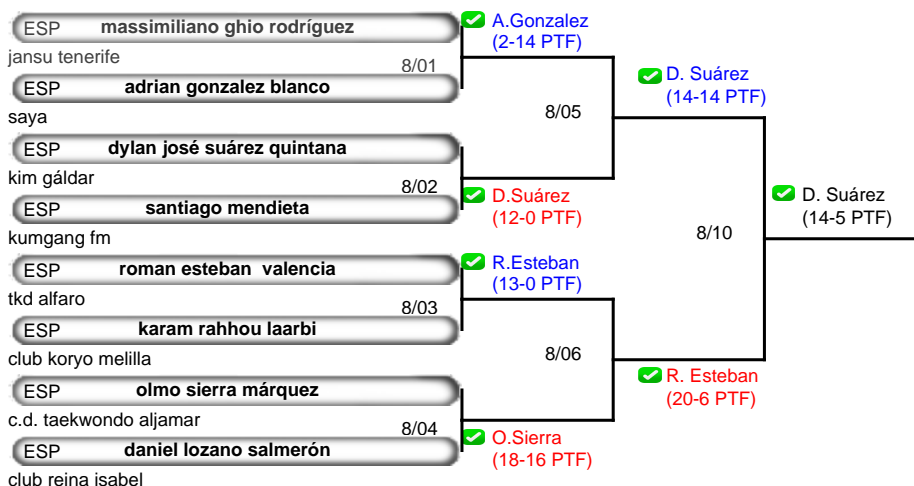 ESP massimiliano ghio rodríguez
jansu tenerife
8/01
ESP adrian gonzalez blanco
saya
ESP dylan josé suárez quintana
kim gáldar
8/02
ESP santiago mendieta
kumgang fm
ESP roman esteban  valencia
tkd alfaro
8/03
ESP karam rahhou laarbi
club koryo melilla
ESP olmo sierra márquez
c.d. taekwondo aljamar
8/04
ESP daniel lozano salmerón
club reina isabel
A.Gonzalez
(2-14 PTF)
8/05
D.Suárez
(12-0 PTF)
R.Esteban
(13-0 PTF)
8/06
O.Sierra
(18-16 PTF)
D. Suárez
(14-14 PTF)
8/10
R. Esteban
(20-6 PTF)
D. Suárez
(14-5 PTF)